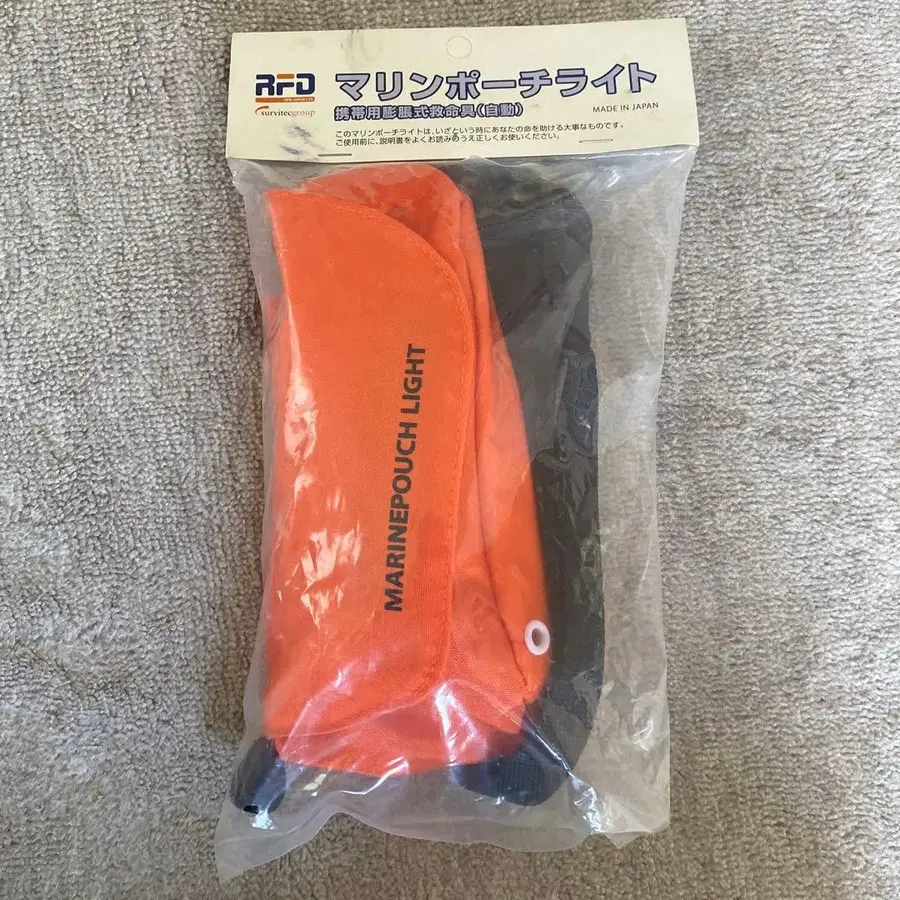 RFD
survitecgroup
マリンポーチライト
携帯用膨脹式救命具(自動)
MADE IN JAPAN
このマリンポーチライトは、いざという時にあなたの命を助ける大事なものです。
ご使用前に、説明書をよくお読みのうえ正しくお使いください。
MARINEPOUCH LIGHT